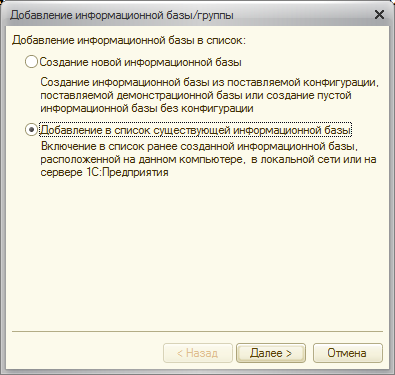 Добавление информационной базы/группы
Добавление информационной базы в список:
Создание новой информационной базы
Создание информационной базы из поставляемой конфигурации,
поставляемой демонстрационной базы или создание пустой
информационной базы без конфигурации
Добавление в список существующей информационной базы
Включение в список ранее созданной информационной базы,
расположенной на данном компьютере, в локальной сети или на
сервере 1С:Предприятия
< Назад
Далее >
Отмена